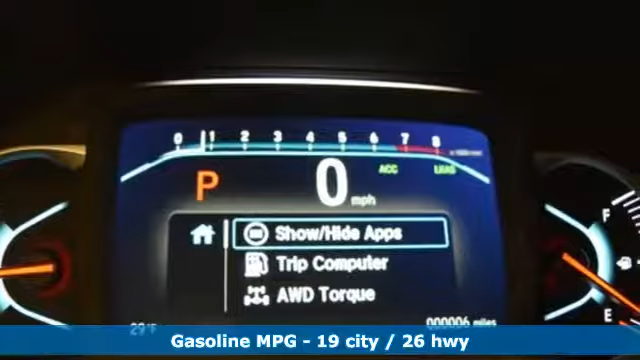 0 1 2 3 4 5 6 7 8
ACC
P 0 mph
Show/Hide Apps
Trip Computer
AWD Torque
F
E
29°F
000006 miles
Gasoline MPG - 19 city / 26 hwy